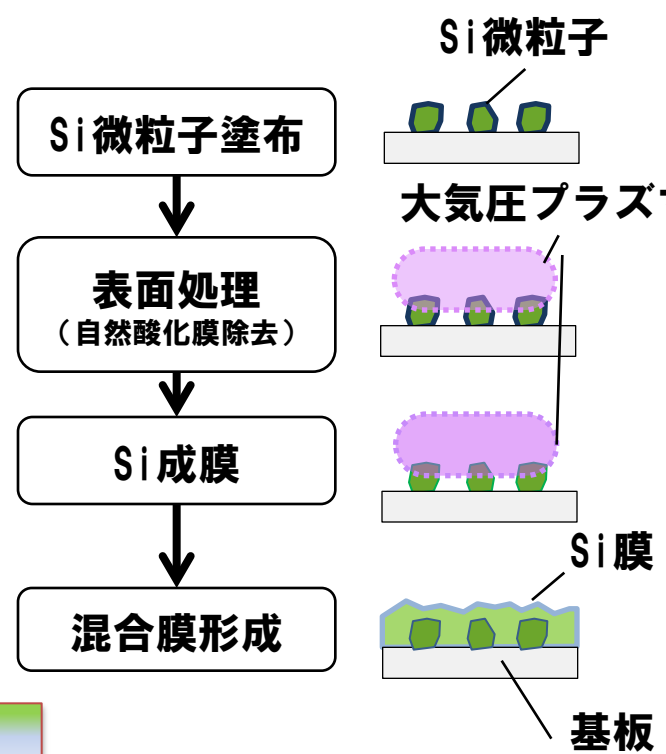 Si微粒子
Si微粒子塗布
大気圧プラズ
表面処理
（自然酸化膜除去）
Si成膜
Si膜
混合膜形成
基板